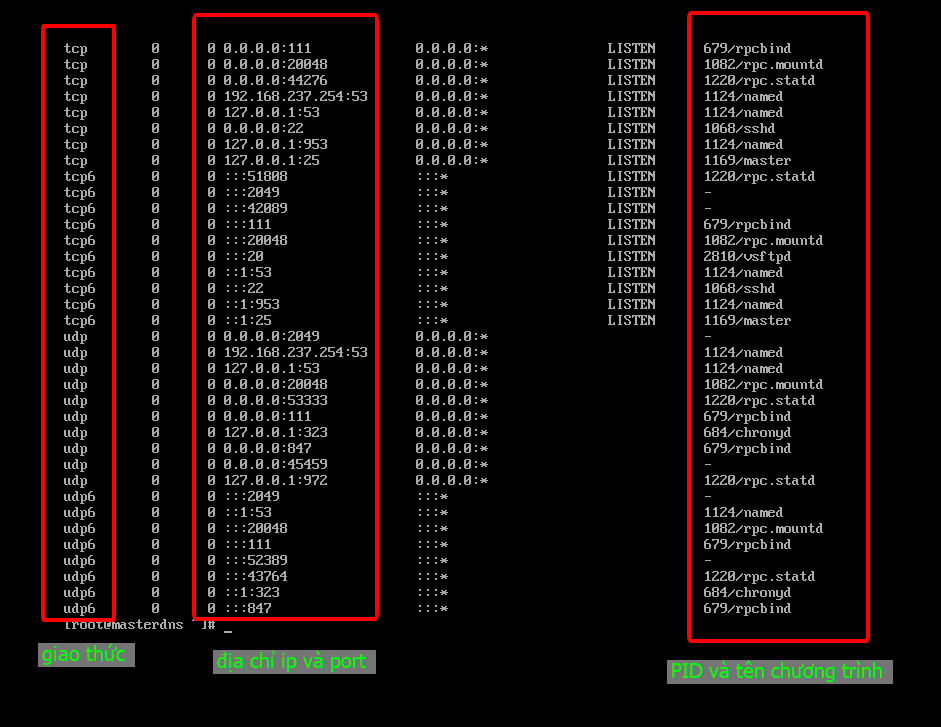 tcp 0 0 0.0.0.0:111 0.0.0.0:* LISTEN 679/rpcbind
tcp 0 0 0.0.0.0:20048 0.0.0.0:* LISTEN 1082/rpc.mountd
tcp 0 0 0.0.0.0:44276 0.0.0.0:* LISTEN 1220/rpc.statd
tcp 0 0 192.168.237.254:53 0.0.0.0:* LISTEN 1124/named
tcp 0 0 127.0.0.1:53 0.0.0.0:* LISTEN 1124/named
tcp 0 0 0.0.0.0:22 0.0.0.0:* LISTEN 1068/sshd
tcp 0 0 127.0.0.1:953 0.0.0.0:* LISTEN 1124/named
tcp 0 0 127.0.0.1:25 0.0.0.0:* LISTEN 1169/master
tcp6 0 0 :::51808 :::* LISTEN 1220/rpc.statd
tcp6 0 0 :::2049 :::* LISTEN -
tcp6 0 0 :::42089 :::* LISTEN -
tcp6 0 0 :::111 :::* LISTEN 679/rpcbind
tcp6 0 0 :::20048 :::* LISTEN 1082/rpc.mountd
tcp6 0 0 :::20 :::* LISTEN 2810/vsftpd
tcp6 0 0 ::1:53 :::* LISTEN 1124/named
tcp6 0 0 :::22 :::* LISTEN 1068/sshd
tcp6 0 0 ::1:953 :::* LISTEN 1124/named
tcp6 0 0 ::1:25 :::* LISTEN 1169/master
udp 0 0 0.0.0.0:2049 0.0.0.0:* -
udp 0 0 192.168.237.254:53 0.0.0.0:* 1124/named
udp 0 0 127.0.0.1:53 0.0.0.0:* 1124/named
udp 0 0 0.0.0.0:20048 0.0.0.0:* 1082/rpc.mountd
udp 0 0 0.0.0.0:53333 0.0.0.0:* 1220/rpc.statd
udp 0 0 0.0.0.0:111 0.0.0.0:* 679/rpcbind
udp 0 0 127.0.0.1:323 0.0.0.0:* 684/chronyd
udp 0 0 0.0.0.0:847 0.0.0.0:* 679/rpcbind
udp 0 0 0.0.0.0:45459 0.0.0.0:* -
udp 0 0 127.0.0.1:972 0.0.0.0:* 1220/rpc.statd
udp6 0 0 :::2049 :::* -
udp6 0 0 ::1:53 :::* 1124/named
udp6 0 0 :::20048 :::* 1082/rpc.mountd
udp6 0 0 :::111 :::* 679/rpcbind
udp6 0 0 :::52389 :::* -
udp6 0 0 :::43764 :::* 1220/rpc.statd
udp6 0 0 ::1:323 :::* 684/chronyd
udp6 0 0 :::847 :::* 679/rpcbind
[root@masterdns ~]# _
giao thức
địa chỉ ip và port
PID và tên chương trình